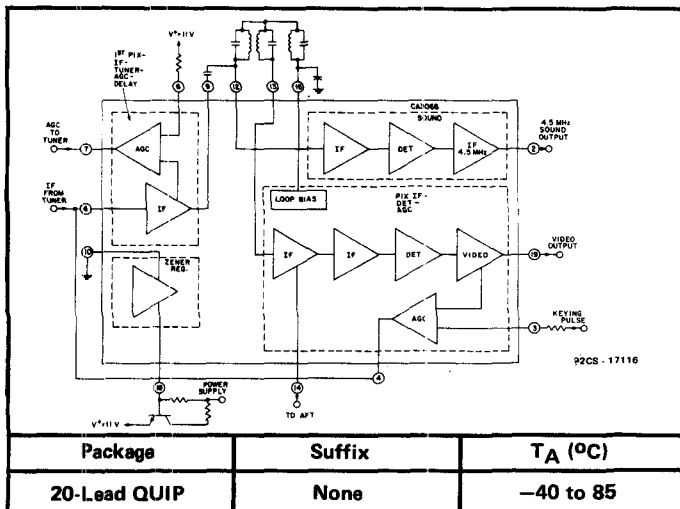 V⁺=11 V
1ST PIX-
IF-
TUNER-
AGC-
DELAY
8
9
12
13
16
CA3068
SOUND
AGC
TO
TUNER
7
AGC
IF
DET
IF
4.5 MHz
2
4.5 MHz
SOUND
OUTPUT
IF
FROM
TUNER
6
IF
LOOP BIAS
PIX IF-
DET-
AGC
10
ZENER
REG.
IF
IF
DET
VIDEO
19
VIDEO
OUTPUT
AGC
3
KEYING
PULSE
4
92CS-17116
18
POWER
SUPPLY
14
TO AFT
V⁺=11 V
Package Suffix TA (°C)
20-Lead QUIP None −40 to 85